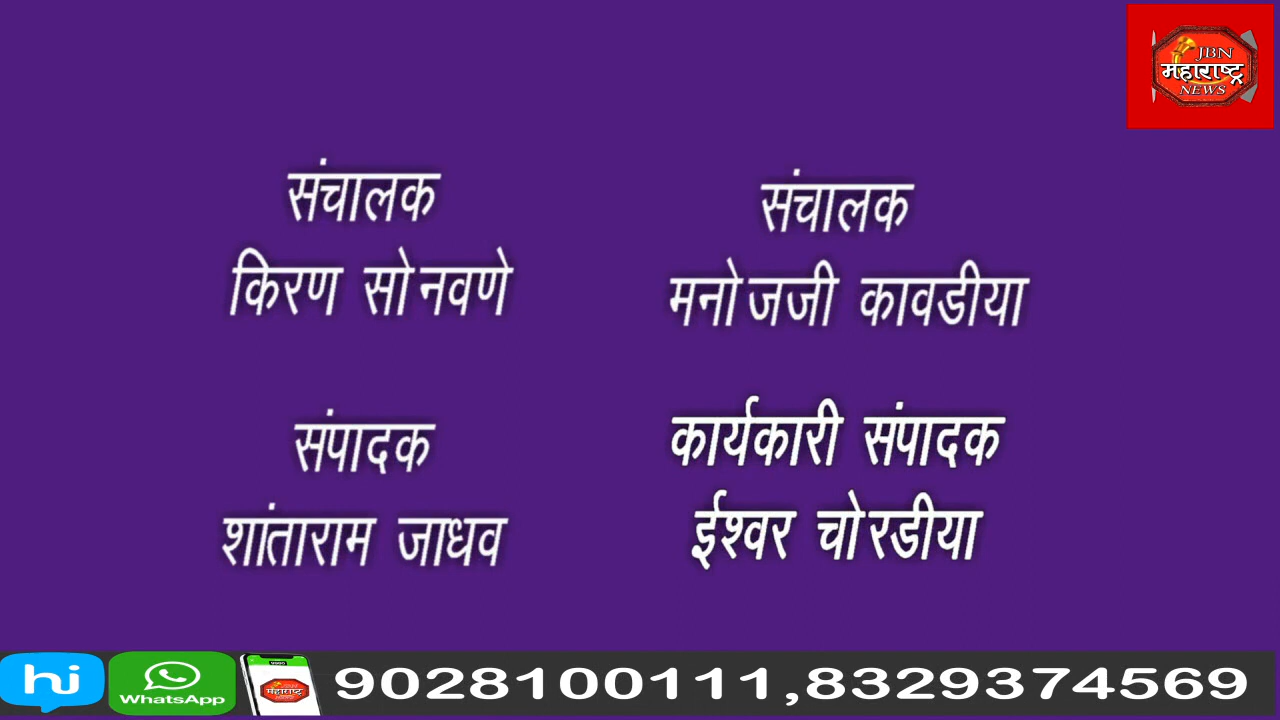 JBN
महाराष्ट्र
NEWS
संचालक
किरण सोनवणे
संचालक
मनोजजी कावडीया
संपादक
शांताराम जाधव
कार्यकारी संपादक
ईश्वर चोरडीया
hi
WhatsApp
महाराष्ट्र
9028100111,8329374569